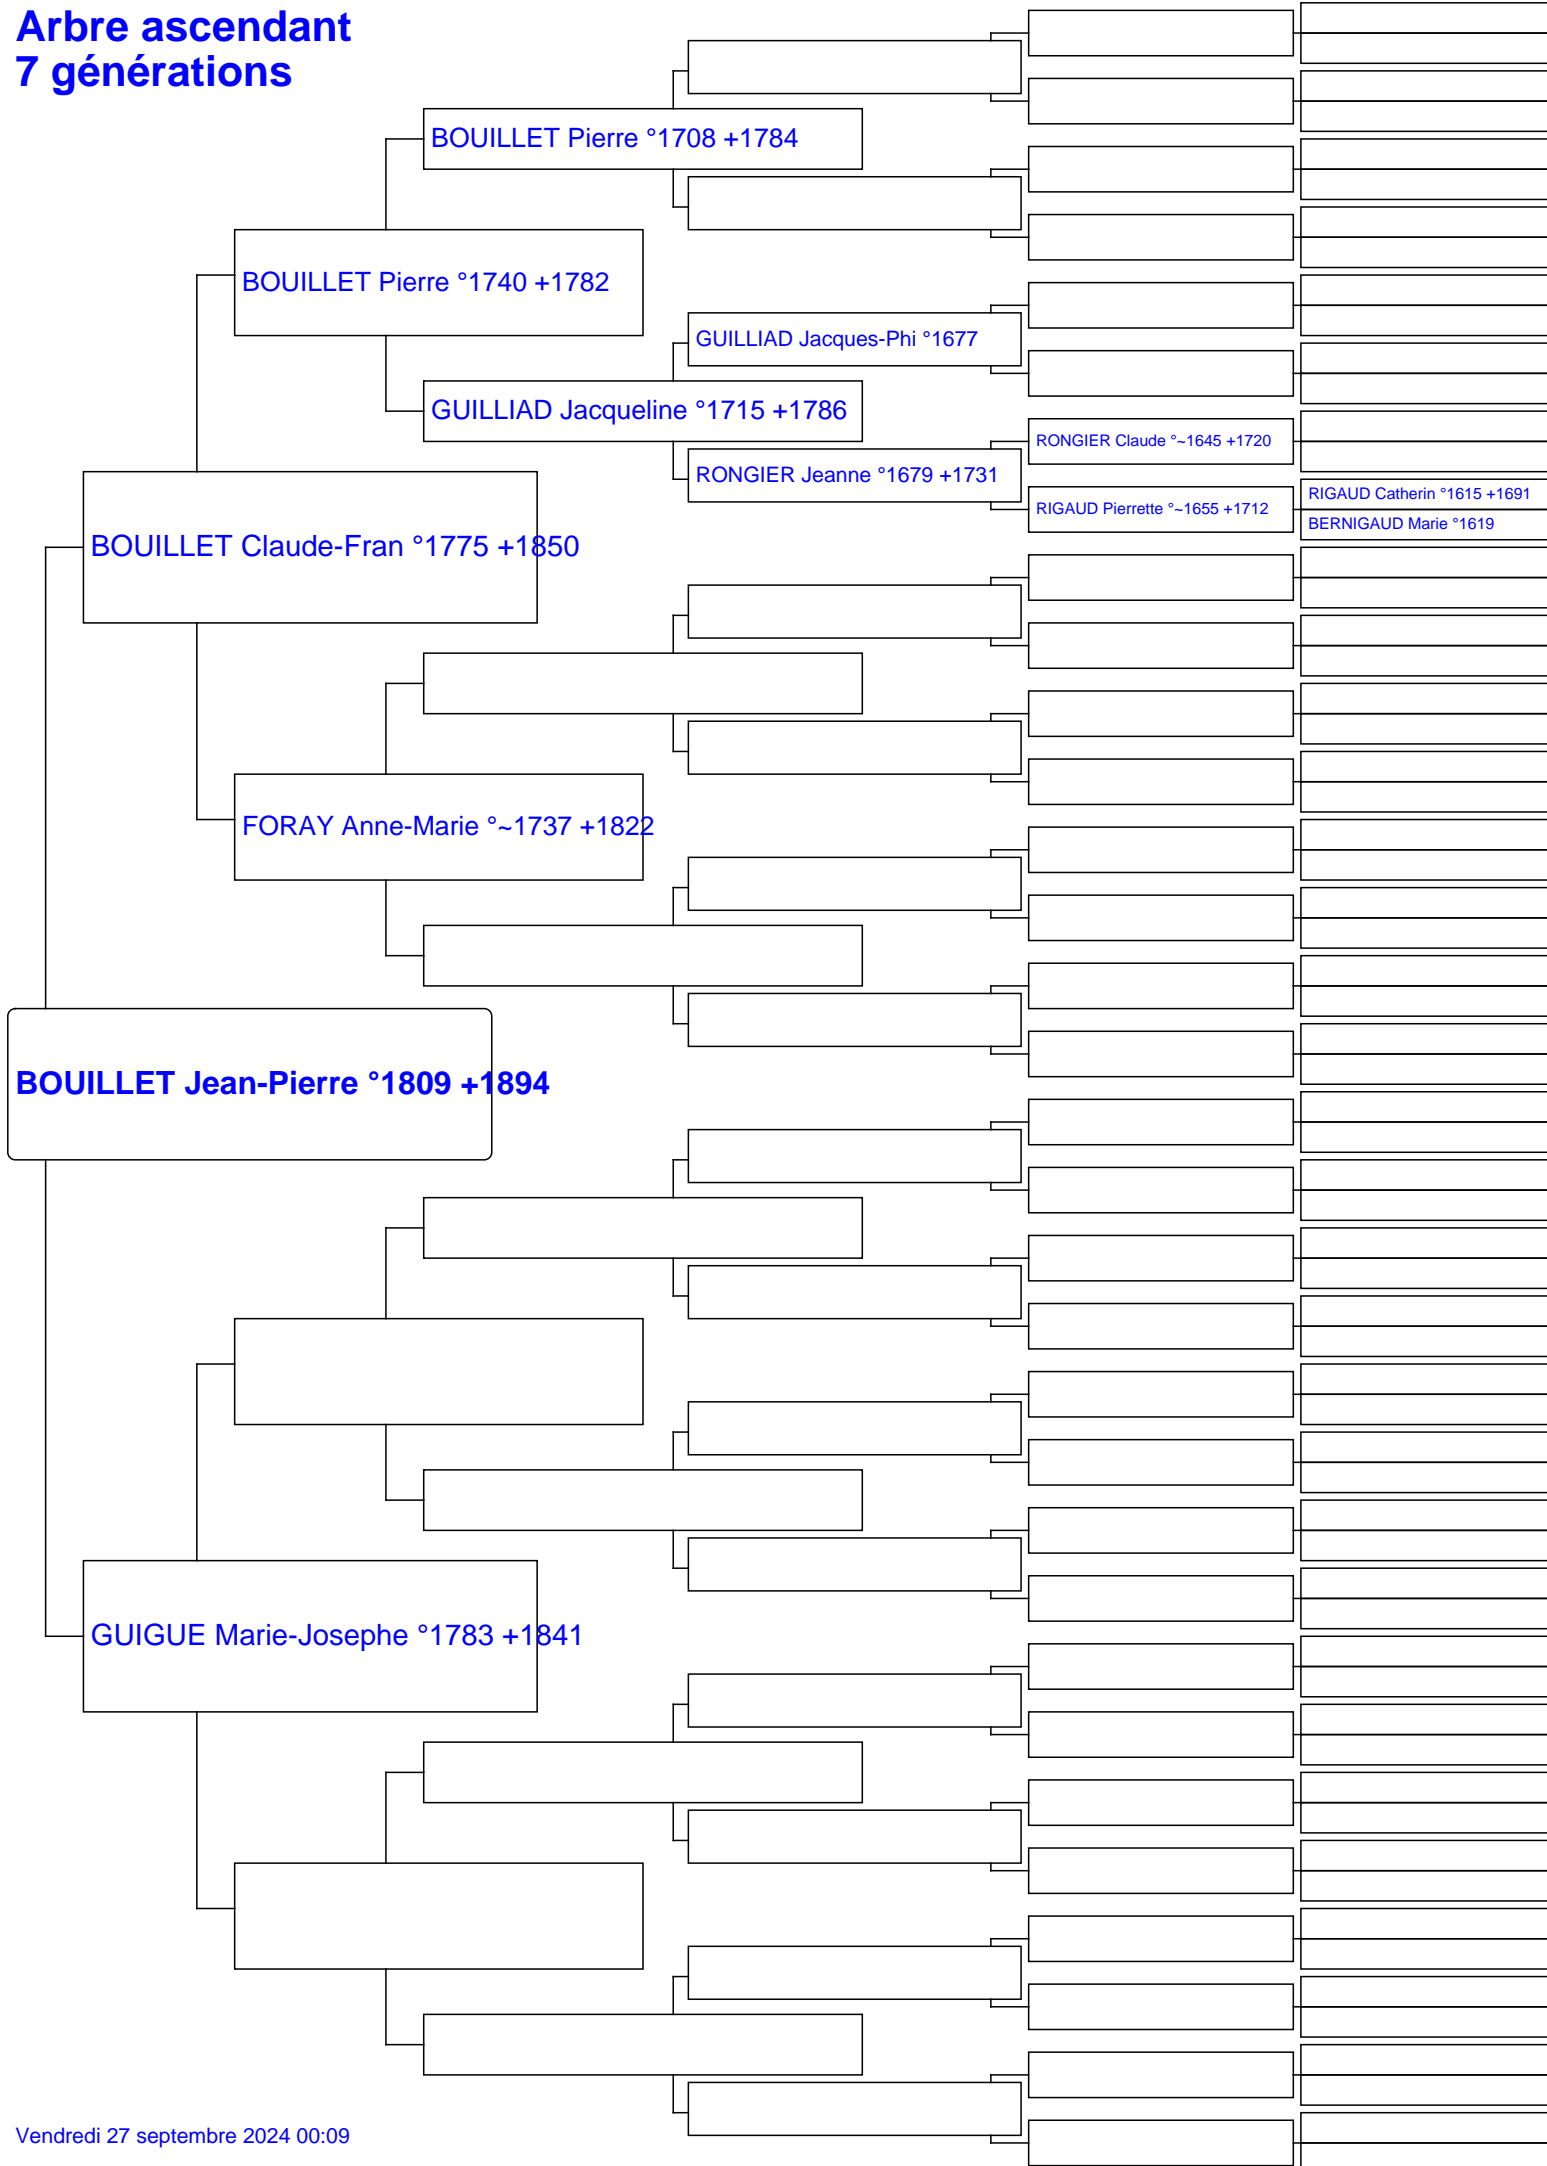 Arbre ascendant
7 générations
BOUILLET Pierre °1708 +1784
BOUILLET Pierre °1740 +1782
GUILLIAD Jacques-Phi °1677
GUILLIAD Jacqueline °1715 +1786
RONGIER Claude °~1645 +1720
RONGIER Jeanne °1679 +1731
RIGAUD Catherin °1615 +1691
RIGAUD Pierrette °~1655 +1712
BERNIGAUD Marie °1619
BOUILLET Claude-Fran °1775 +1850
FORAY Anne-Marie °~1737 +1822
BOUILLET Jean-Pierre °1809 +1894
GUIGUE Marie-Josephe °1783 +1841
Vendredi 27 septembre 2024 00:09